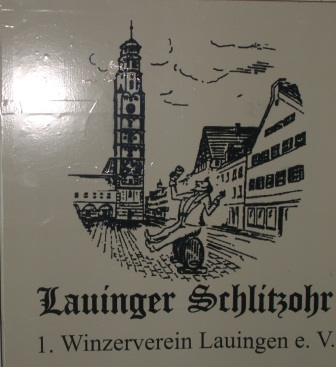 Lauinger Schlitzohr
1. Winzerverein Lauingen e. V.